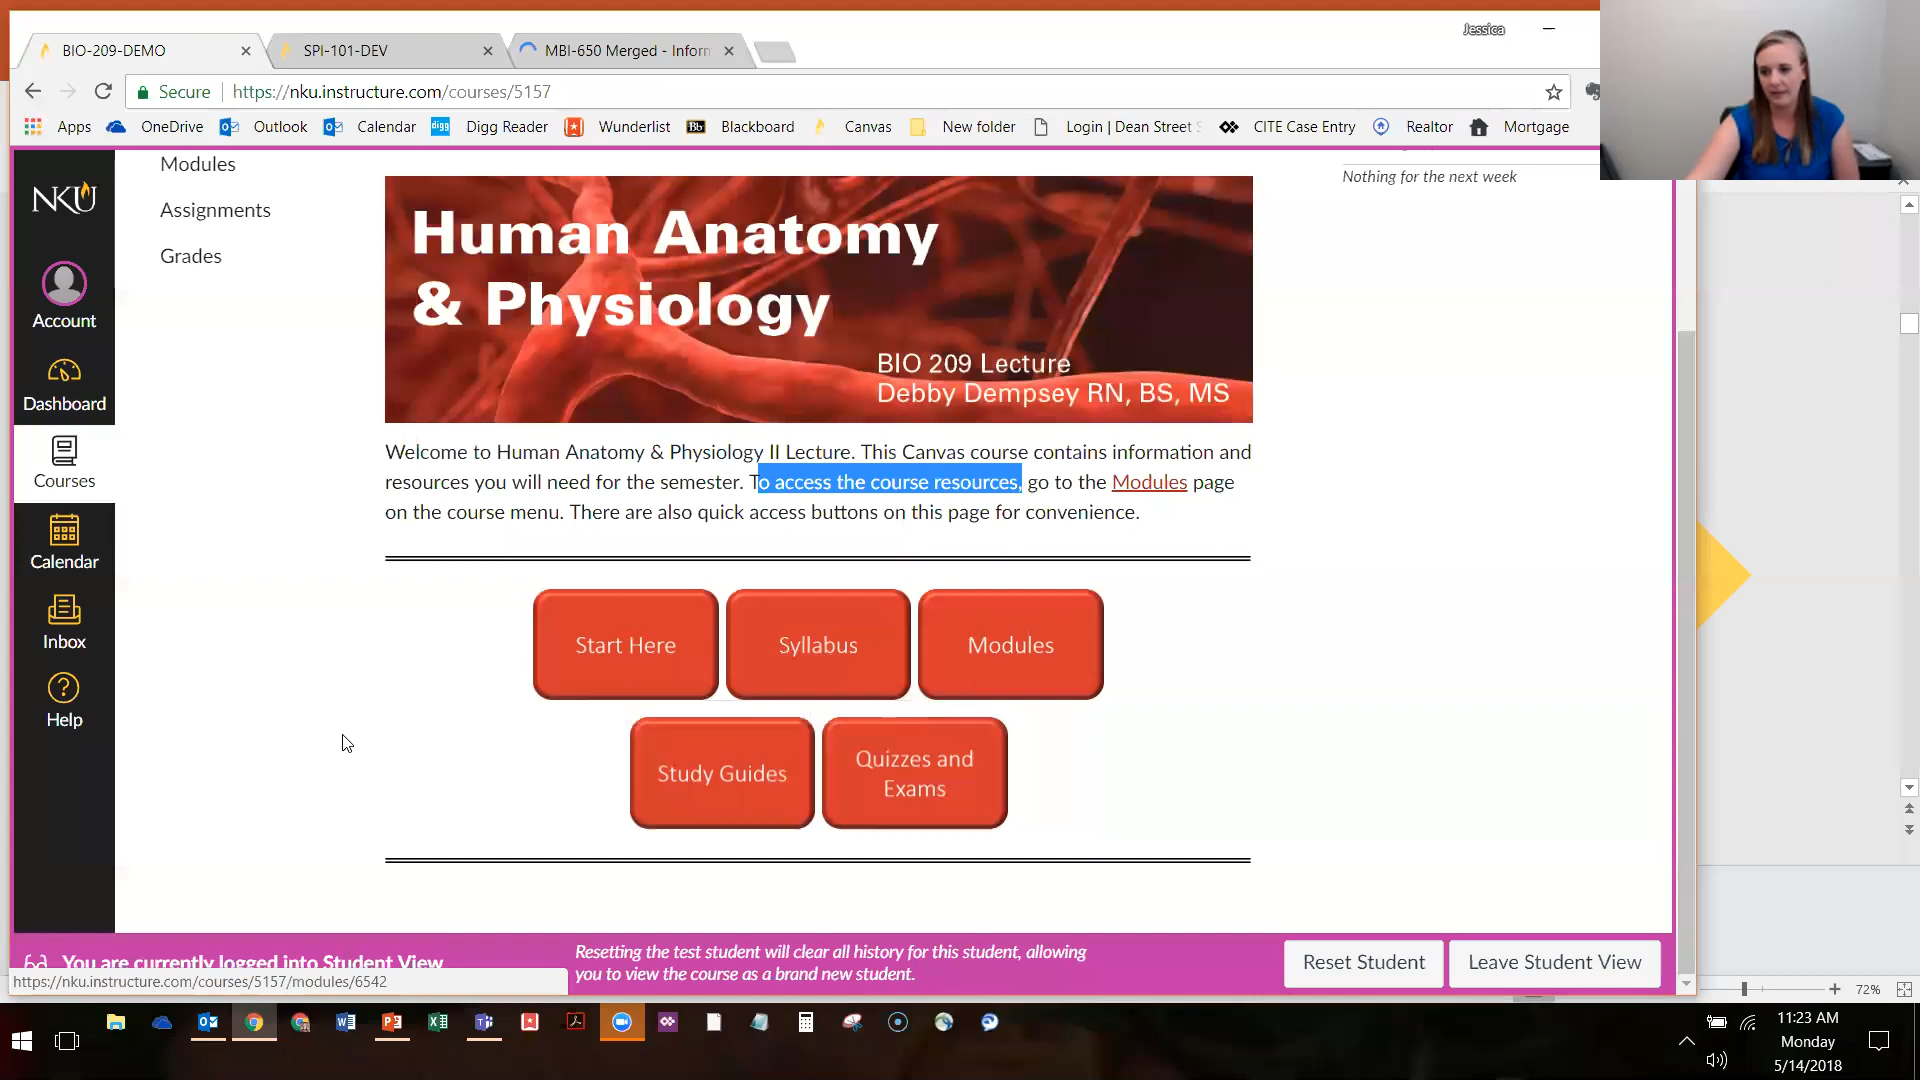 Jessica
BIO-209-DEMO
SPI-101-DEV
MBI-650 Merged - Inforr
Secure
https://nku.instructure.com/courses/5157
Apps
OneDrive
Outlook
digg
Calendar
Digg Reader
Wunderlist
Bb
Blackboard
Canvas
New folder
Login | Dean Street
CITE Case Entry
Realtor
Mortgage
NKU
Account
Dashboard
Courses
Calendar
Inbox
Help
Modules
Assignments
Grades
Human Anatomy
& Physiology
BIO 209 Lecture
Debby Dempsey RN, BS, MS
Nothing for the next week
Welcome to Human Anatomy & Physiology II Lecture. This Canvas course contains information and
resources you will need for the semester. To access the course resources, go to the Modules page
on the course menu. There are also quick access buttons on this page for convenience.
Start Here
Syllabus
Modules
Study Guides
Quizzes and
Exams
You are currently logged into Student View
Resetting the test student will clear all history for this student, allowing
you to view the course as a brand new student.
Reset Student
Leave Student View
https://nku.instructure.com/courses/5157/modules/6542
72%
11:23 AM
Monday
5/14/2018